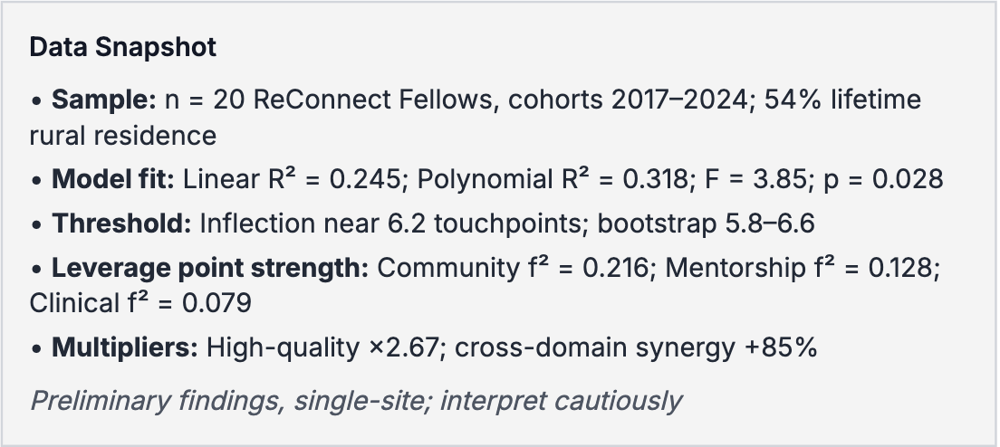 Data Snapshot
• Sample: n = 20 ReConnect Fellows, cohorts 2017–2024; 54% lifetime
rural residence
• Model fit: Linear R² = 0.245; Polynomial R² = 0.318; F = 3.85; p = 0.028
• Threshold: Inflection near 6.2 touchpoints; bootstrap 5.8–6.6
• Leverage point strength: Community f² = 0.216; Mentorship f² = 0.128;
Clinical f² = 0.079
• Multipliers: High-quality ×2.67; cross-domain synergy +85%
Preliminary findings, single-site; interpret cautiously